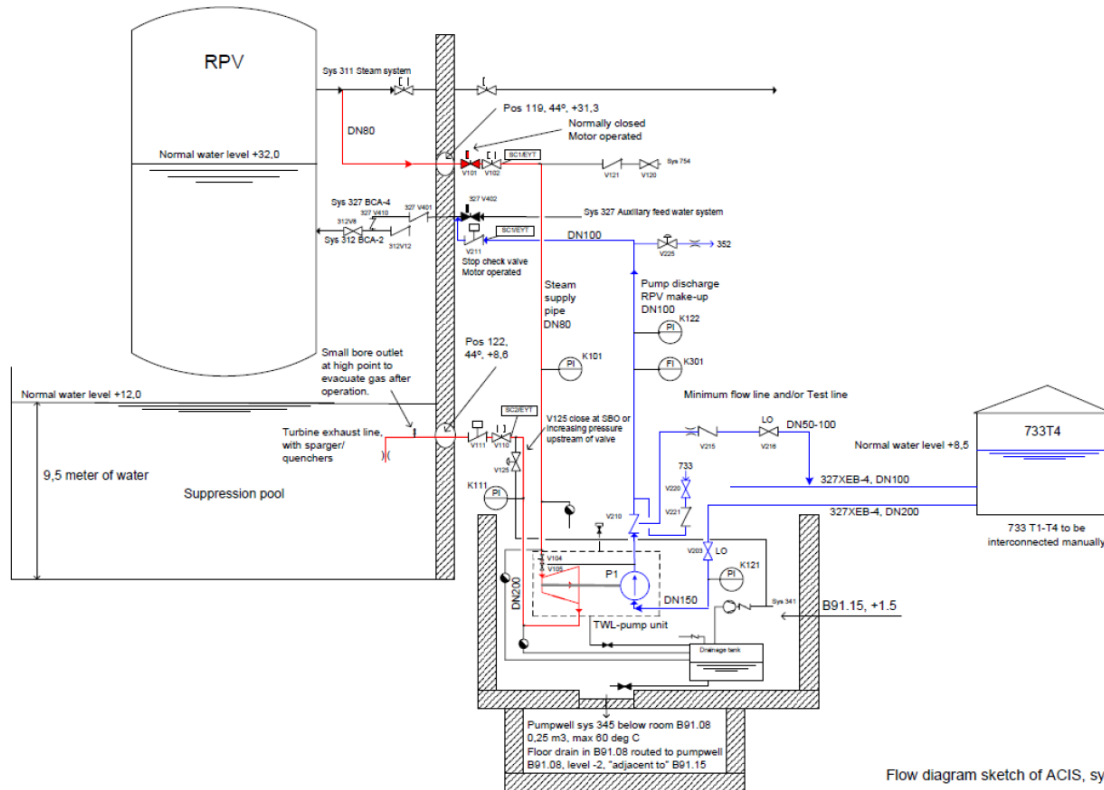 RPV
Sys 311 Steam system
Pos 119, 44º, +31,3
DN80
Normally closed
Motor operated
Normal water level +32,0
SC1/EYT
V101
V102
V121
V120
Sys 754
Sys 327 BCA-4
327 V410
327 V401
327 V402
Sys 327 Auxiliary feed water system
312V8
Sys 312 BCA-2
312V12
SC1/EYT
DN100
V211
V225
352
Stop check valve
Motor operated
Steam
supply
pipe
DN80
Pump discharge
RPV make-up
DN100
K122
PI
Pos 122,
44º, +8,6
K101
PI
K301
FI
Small bore outlet
at high point to
evacuate gas after
operation.
Normal water level +12,0
Minimum flow line and/or Test line
SC2/EYT
V125 close at SBO or
increasing pressure
upstream of valve
LO
DN50-100
733T4
Turbine exhaust line,
with sparger/
quenchers
V111
V110
V215
V216
Normal water level +8,5
9,5 meter of water
Suppression pool
V125
733
K111
PI
V220
327XEB-4, DN100
V221
V210
327XEB-4, DN200
733 T1-T4 to be
interconnected manually
V203
LO
V104
V105
P1
K121
PI
DN200
DN150
Sys 341
B91.15, +1.5
TWL-pump unit
Drainage tank
Pumpwell sys 345 below room B91.08
0,25 m3, max 60 deg C
Floor drain in B91.08 routed to pumpwell
B91.08, level -2, "adjacent to" B91.15
Flow diagram sketch of ACIS, sy